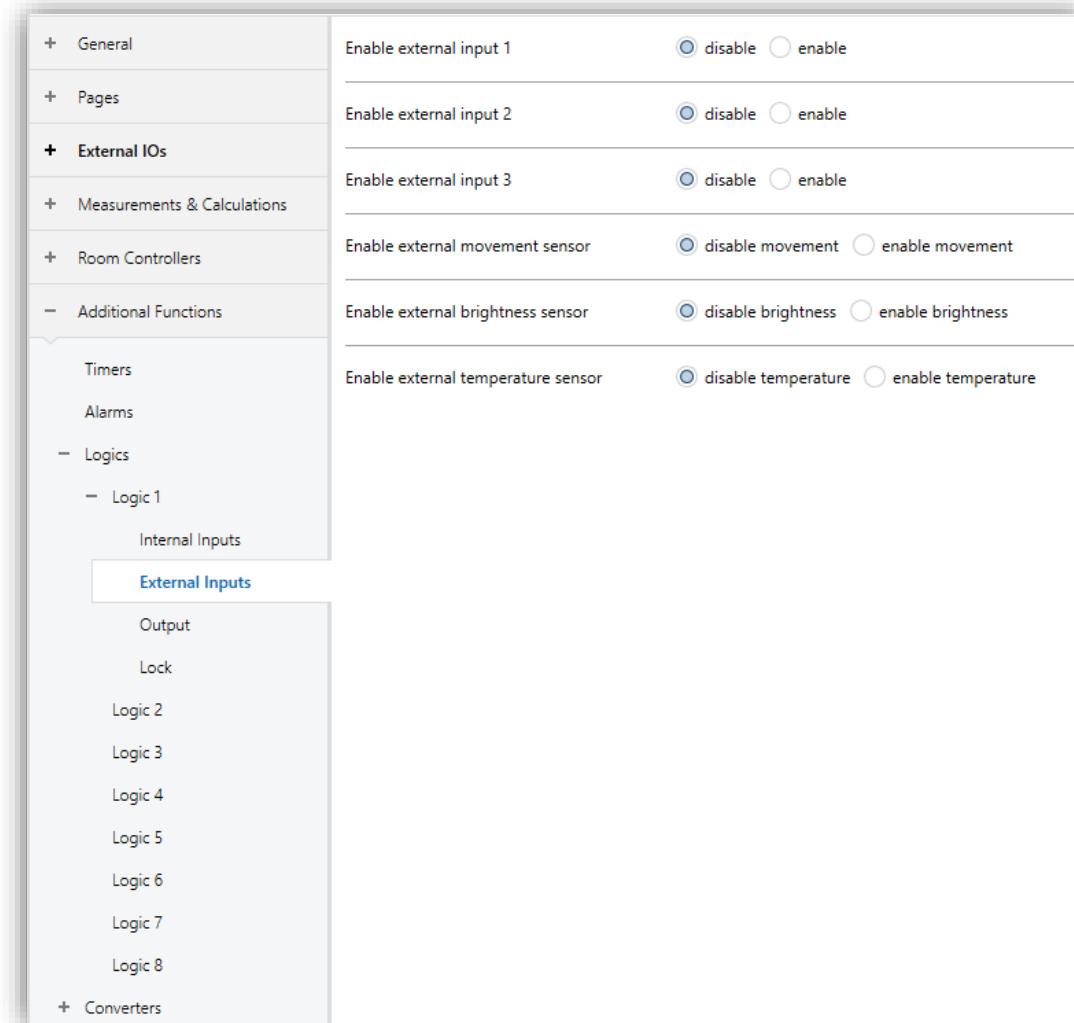 General
Pages
External IOs
Measurements & Calculations
Room Controllers
Additional Functions
Timers
Alarms
Logics
Logic 1
Internal Inputs
External Inputs
Output
Lock
Logic 2
Logic 3
Logic 4
Logic 5
Logic 6
Logic 7
Logic 8
Converters
Enable external input 1 disable enable
Enable external input 2 disable enable
Enable external input 3 disable enable
Enable external movement sensor disable movement enable movement
Enable external brightness sensor disable brightness enable brightness
Enable external temperature sensor disable temperature enable temperature